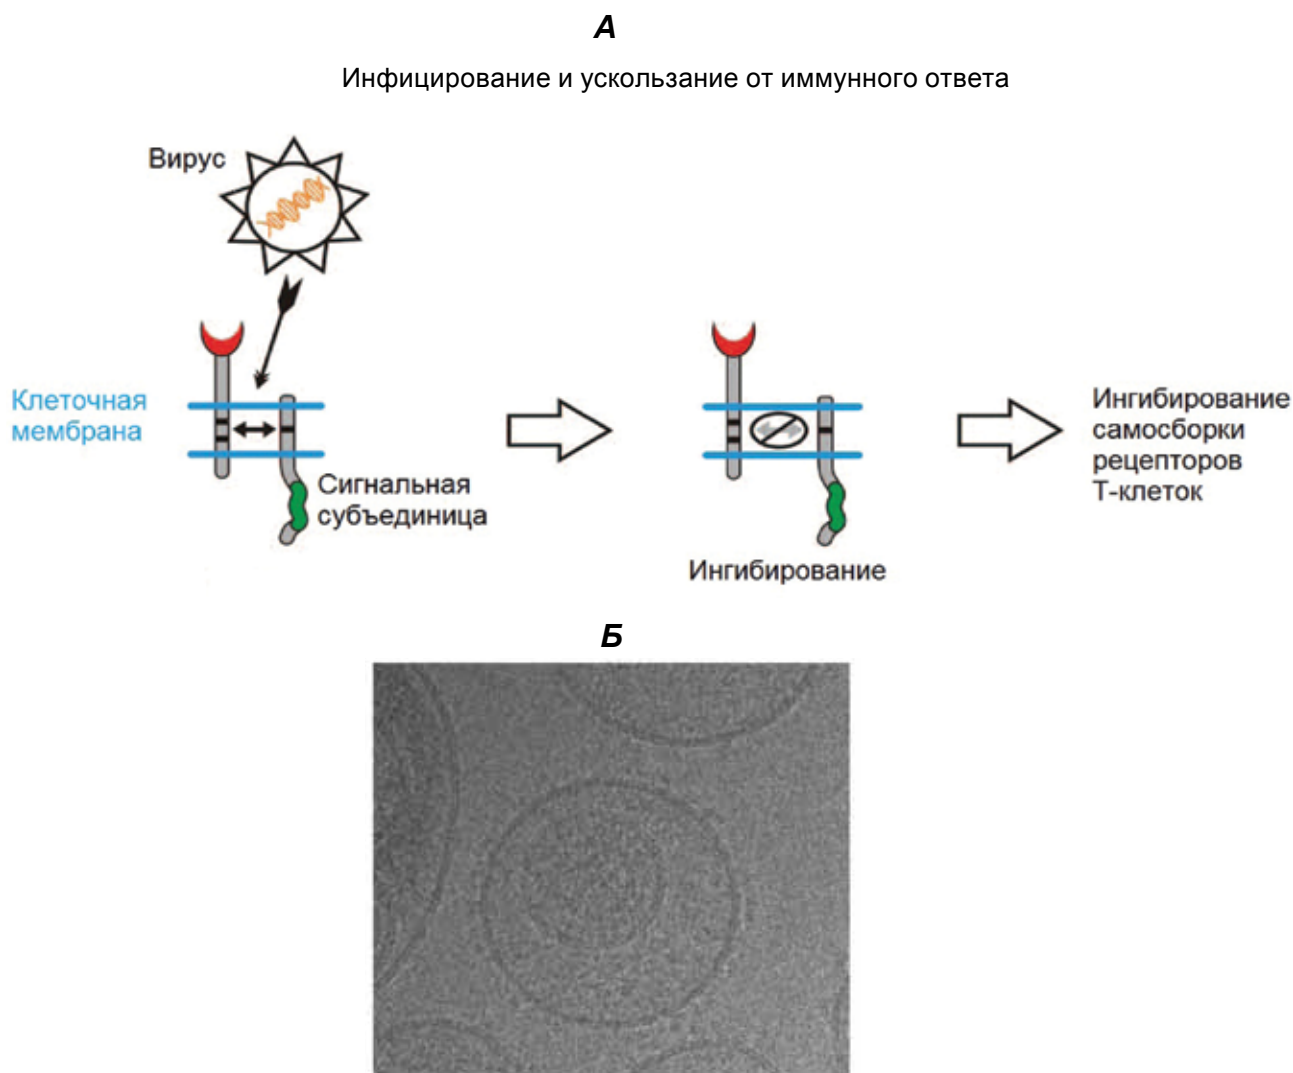 А
Инфицирование и ускользание от иммунного ответа
Вирус
Клеточная
мембрана
Сигнальная
субъединица
Ингибирование
Ингибирование
самосборки
рецепторов
Т-клеток
Б